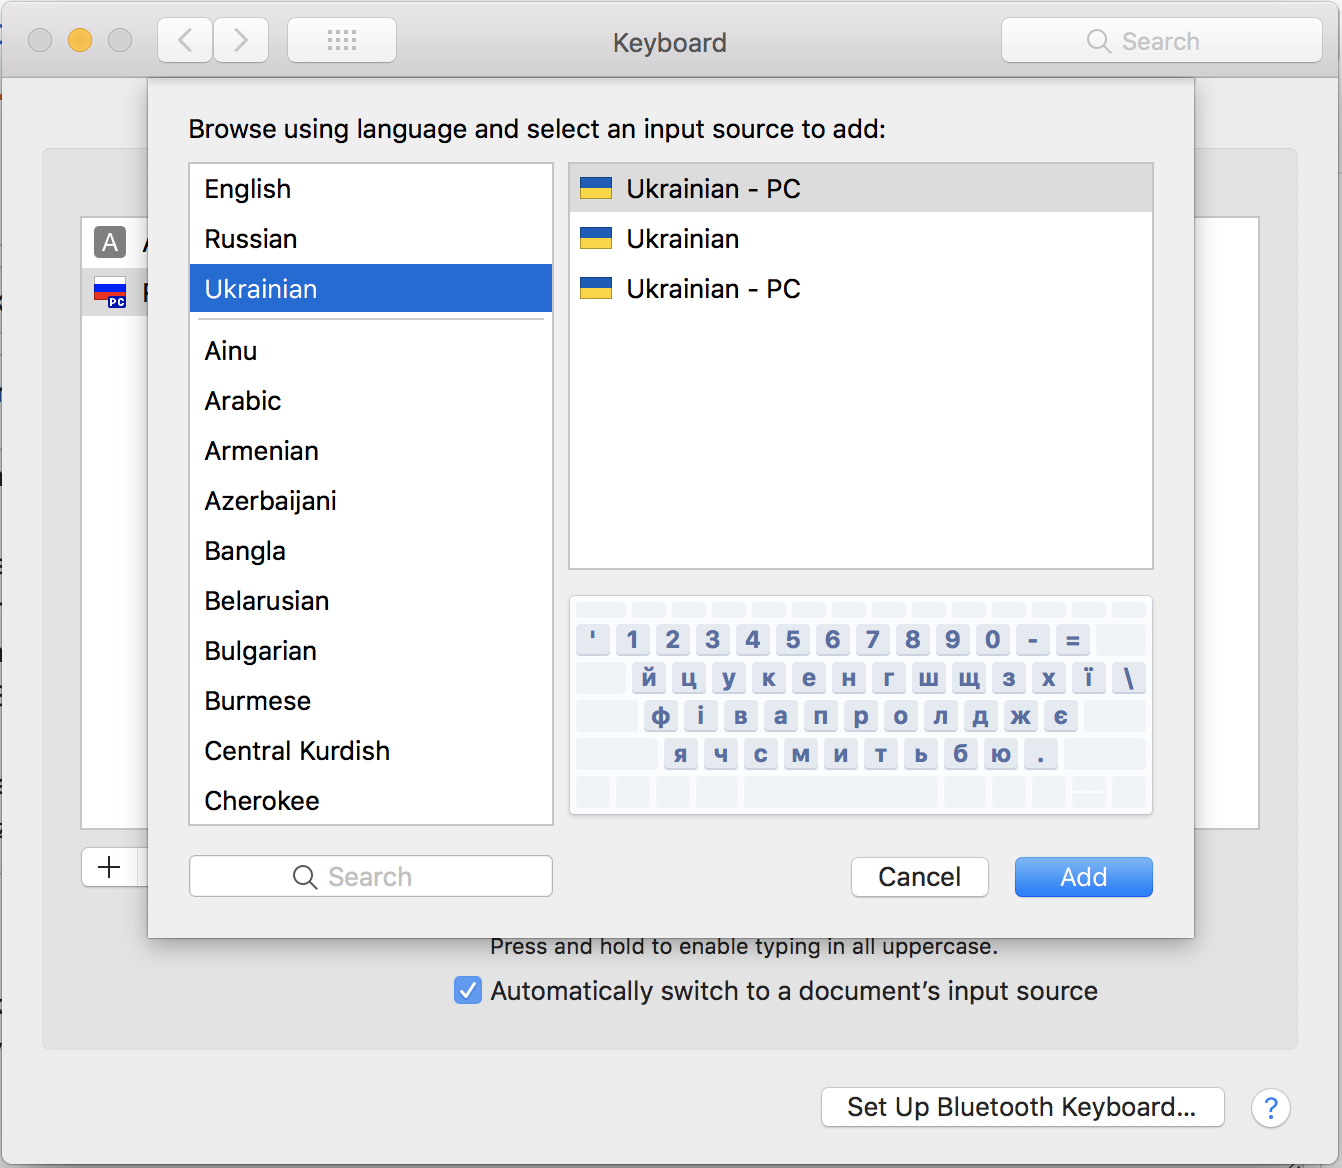 Keyboard
Search
Browse using language and select an input source to add:
English
Russian
Ukrainian
Ainu
Arabic
Armenian
Azerbaijani
Bangla
Belarusian
Bulgarian
Burmese
Central Kurdish
Cherokee
Search
Ukrainian - PC
Ukrainian
Ukrainian - PC
' 1 2 3 4 5 6 7 8 9 0 - =
й ц у к е н г ш щ з х ї \
ф і в а п р о л д ж є
я ч с м и т ь б ю .
Cancel
Add
A
PC
Press and hold to enable typing in all uppercase.
Automatically switch to a document’s input source
Set Up Bluetooth Keyboard...
?